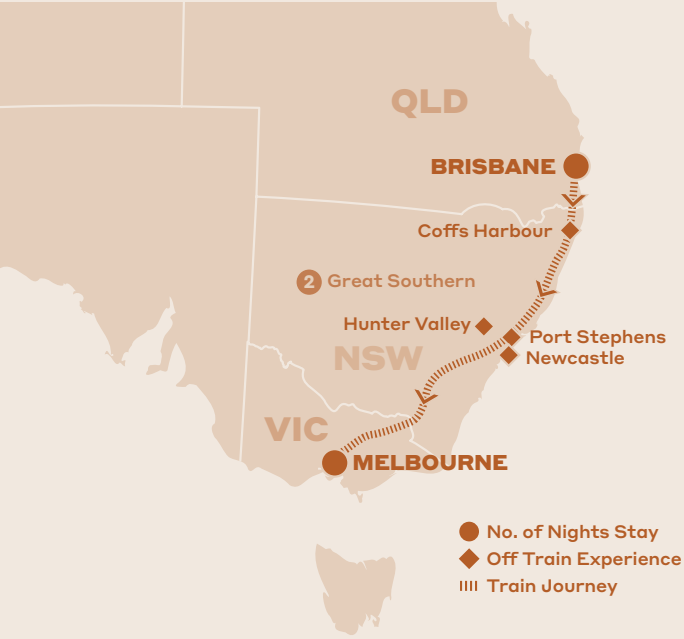 QLD
BRISBANE
Coffs Harbour
2 Great Southern
Hunter Valley
Port Stephens
NSW
Newcastle
VIC
MELBOURNE
No. of Nights Stay
Off Train Experience
Train Journey